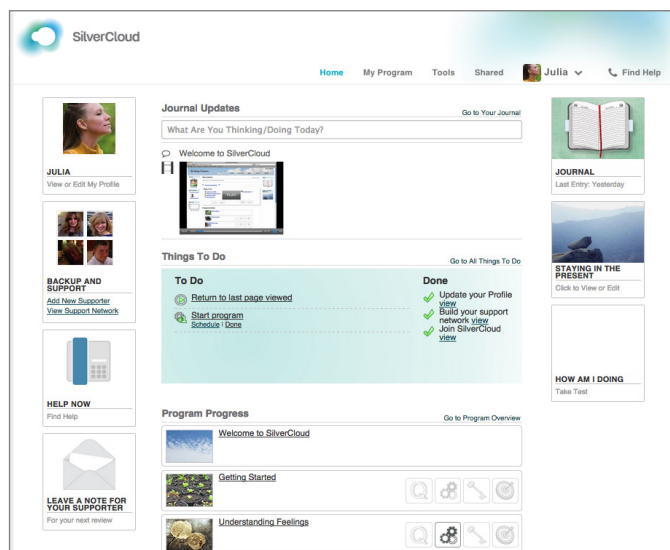 SilverCloud
Home
My Program
Tools
Shared
Julia
Find Help
JULIA
View or Edit My Profile
BACKUP AND
SUPPORT
Add New Supporter
View Support Network
HELP NOW
Find Help
LEAVE A NOTE FOR
YOUR SUPPORTER
For your next review
Journal Updates
Go to Your Journal
What Are You Thinking/Doing Today?
Welcome to SilverCloud
Things To Do
Go to All Things To Do
To Do
Return to last page viewed
Start program
Schedule | Done
Done
Update your Profile
view
Build your support
network view
Join SilverCloud
view
Program Progress
Go to Program Overview
Welcome to SilverCloud
Getting Started
Understanding Feelings
JOURNAL
Last Entry: Yesterday
STAYING IN THE
PRESENT
Click to View or Edit
HOW AM I DOING
Take Test